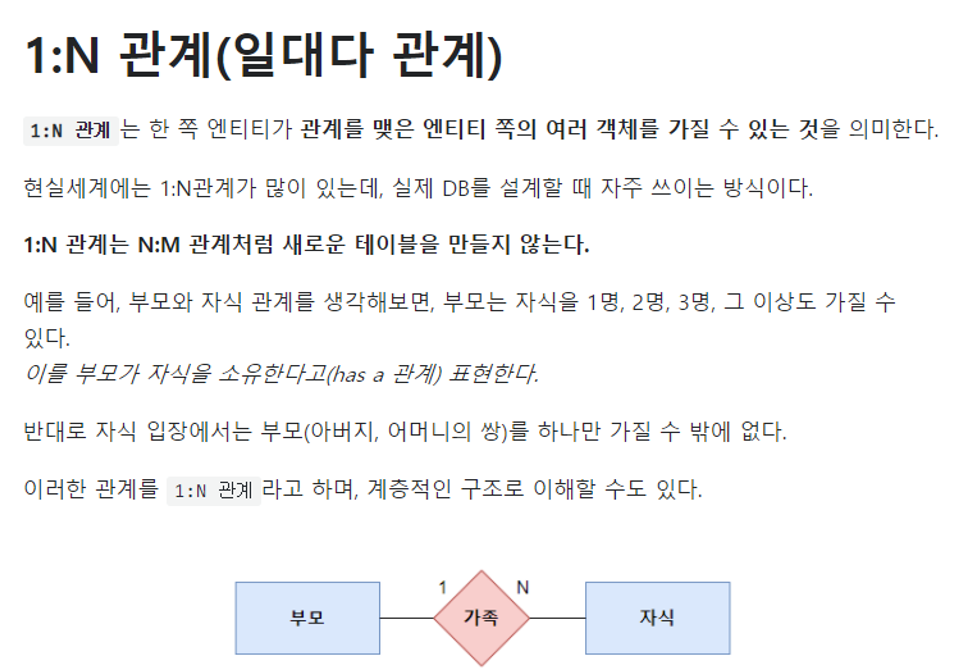 1:N 관계(일대다 관계)
1:N 관계는 한 쪽 엔티티가 관계를 맺은 엔티티 쪽의 여러 객체를 가질 수 있는 것을 의미한다.
현실세계에는 1:N관계가 많이 있는데, 실제 DB를 설계할 때 자주 쓰이는 방식이다.
1:N 관계는 N:M 관계처럼 새로운 테이블을 만들지 않는다.
예를 들어, 부모와 자식 관계를 생각해보면, 부모는 자식을 1명, 2명, 3명, 그 이상도 가질 수
있다.
이를 부모가 자식을 소유한다고(has a 관계) 표현한다.
반대로 자식 입장에서는 부모(아버지, 어머니의 쌍)를 하나만 가질 수 밖에 없다.
이러한 관계를 1:N 관계라고 하며, 계층적인 구조로 이해할 수도 있다.
1 N
부모 가족 자식